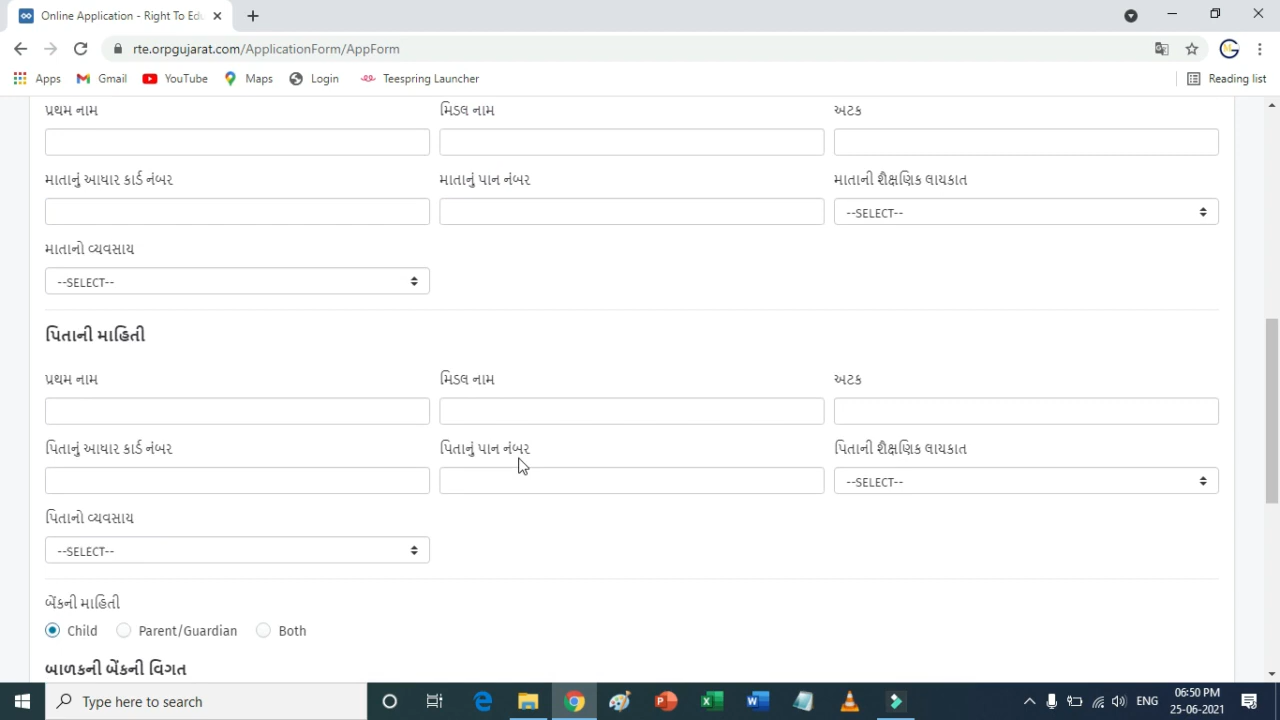 Online Application - Right To Edu
rte.orpgujarat.com/ApplicationForm/AppForm
Apps Gmail YouTube Maps Login Teespring Launcher Reading list
પ્રથમ નામ મિડલ નામ અટક
માતાનું આધાર કાર્ડ નંબર માતાનું પાન નંબર માતાની શૈક્ષણિક લાયકાત
--SELECT--
માતાનો વ્યવસાય
--SELECT--
પિતાની માહિતી
પ્રથમ નામ મિડલ નામ અટક
પિતાનું આધાર કાર્ડ નંબર પિતાનું પાન નંબર પિતાની શૈક્ષણિક લાયકાત
--SELECT--
પિતાનો વ્યવસાય
--SELECT--
બેંકની માહિતી
Child Parent/Guardian Both
બાળકની બેંકની વિગત
Type here to search ENG 06:50 PM
25-06-2021